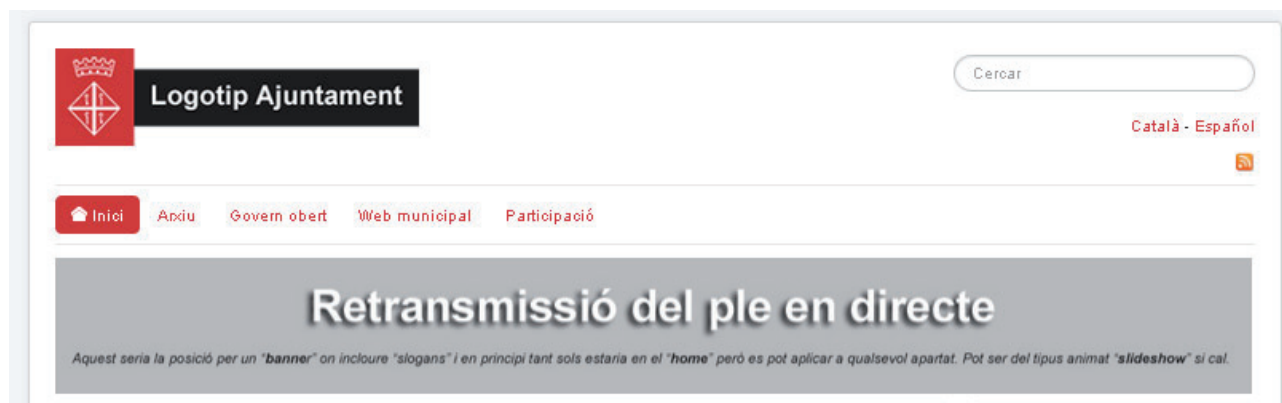 Logotip Ajuntament
Cercar
Català - Español
Inici Arxiu Govern obert Web municipal Participació
Retransmissió del ple en directe
Aquest seria la posició per un "banner" on incloure "slogans" i en principi tant sols estaria en el "home" però es pot aplicar a qualsevol apartat. Pot ser del tipus animat "slideshow" si cal.